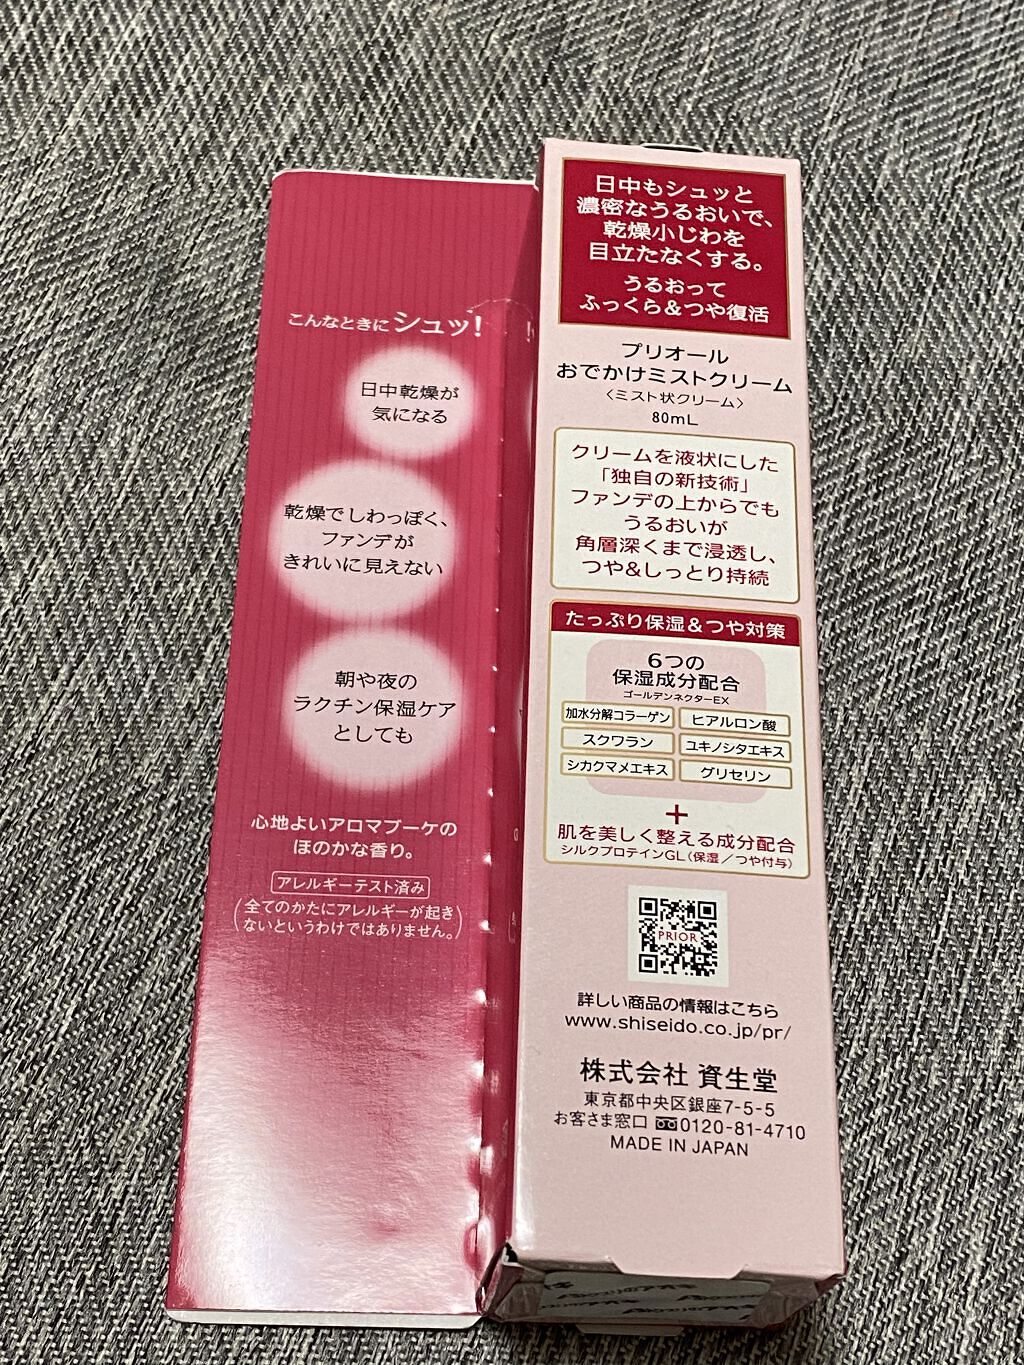 こんなときにシュッ!
日中乾燥が
気になる
乾燥でしわっぽく、
ファンデが
きれいに見えない
朝や夜の
ラクチン保湿ケア
としても
心地よいアロマブーケの
ほのかな香り。
アレルギーテスト済み
(全てのかたにアレルギーが起き
ないというわけではありません。)
日中もシュッと
濃密なうるおいで、
乾燥小じわを
目立たなくする。
うるおって
ふっくら&つや復活
プリオール
おでかけミストクリーム
〈ミスト状クリーム〉
80mL
クリームを液状にした
「独自の新技術」
ファンデの上からでも
うるおいが
角層深くまで浸透し、
つや&しっとり持続
たっぷり保湿&つや対策
6つの
保湿成分配合
ゴールデンネクターEX
加水分解コラーゲン ヒアルロン酸
スクワラン ユキノシタエキス
シカクマメエキス グリセリン
+
肌を美しく整える成分配合
シルクプロテインGL(保湿/つや付与)
PRIOR
詳しい商品の情報はこちら
www.shiseido.co.jp/pr/
株式会社 資生堂
東京都中央区銀座7-5-5
お客さま窓口 0120-81-4710
MADE IN JAPAN